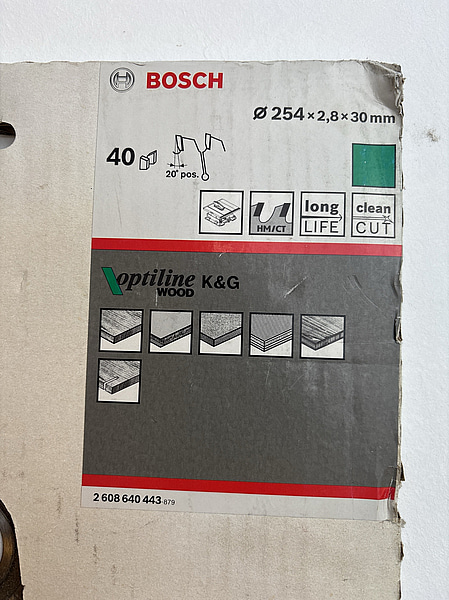 BOSCH
Ø 254 × 2,8 × 30 mm
40
20° pos.
HM/CT
long
LIFE
clean
CUT
optiline
WOOD
K&G
2 608 640 443-879